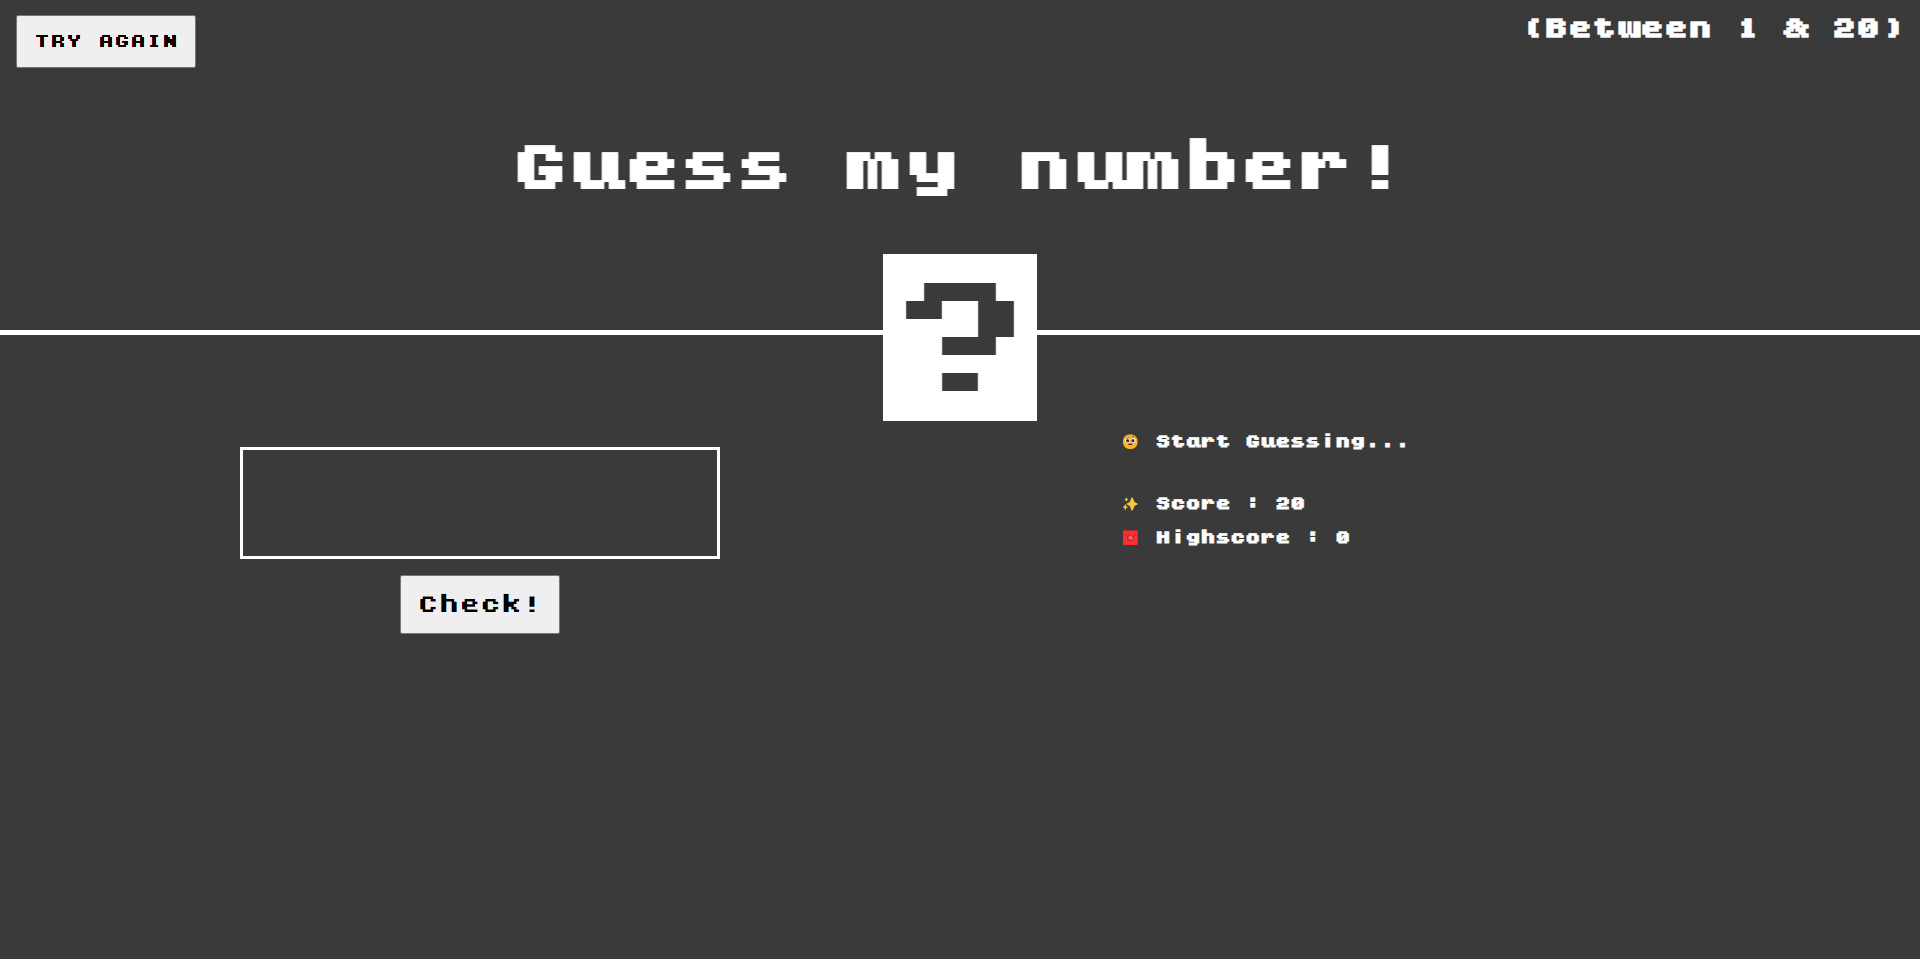 TRY AGAIN
(Between 1 & 20)
Guess my number!
?
😳 Start Guessing...
✨ Score : 20
Highscore : 0
Check!